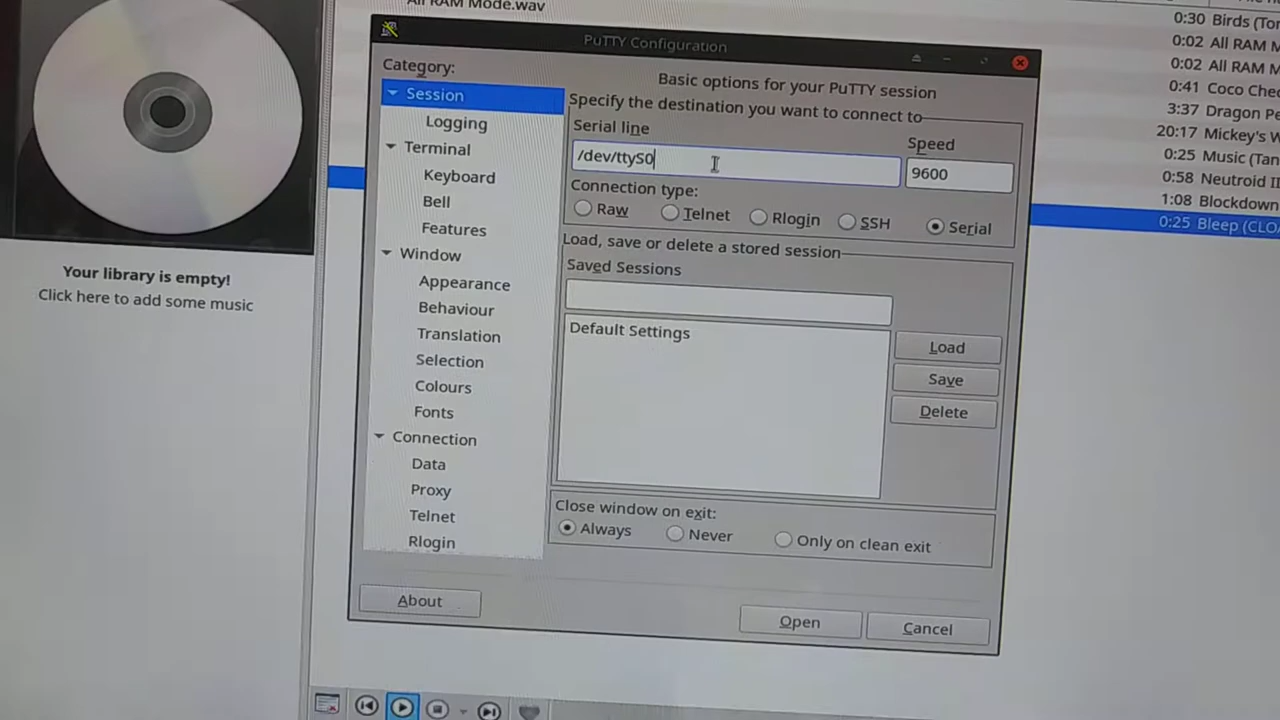 All RAM Mode.wav
PuTTY Configuration
Category:
Session
Logging
Terminal
Keyboard
Bell
Features
Window
Appearance
Behaviour
Translation
Selection
Colours
Fonts
Connection
Data
Proxy
Telnet
Rlogin
Basic options for your PuTTY session
Specify the destination you want to connect to
Serial line
Speed
/dev/ttyS0
9600
Connection type:
Raw
Telnet
Rlogin
SSH
Serial
Load, save or delete a stored session
Saved Sessions
Default Settings
Load
Save
Delete
Close window on exit:
Always
Never
Only on clean exit
About
Open
Cancel
Your library is empty!
Click here to add some music
0:30 Birds
0:02 All RAM
0:02 All RAM
0:41 Coco
3:37 Dragon
20:17 Mickey's
0:25 Music
0:58 Neutroid
1:08 Blockdown
0:25 Bleep